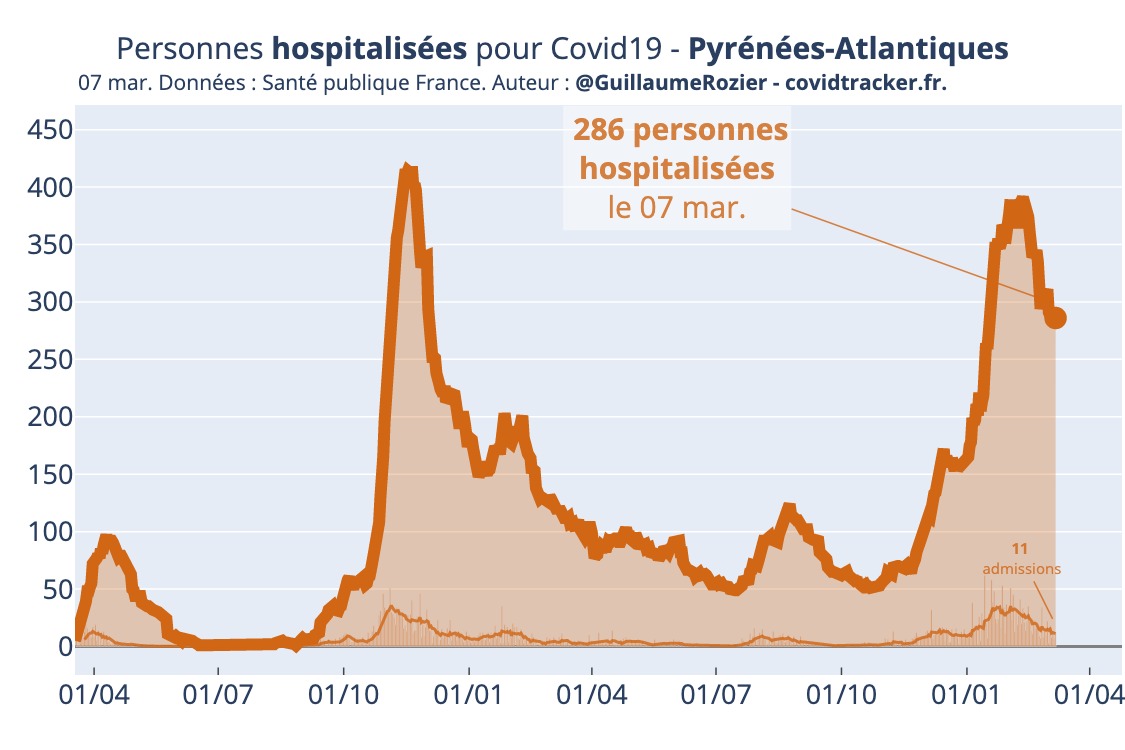 Personnes hospitalisées pour Covid19 - Pyrénées-Atlantiques
07 mar. Données : Santé publique France. Auteur : @GuillaumeRozier - covidtracker.fr.
286 personnes
hospitalisées
le 07 mar.
450
400
350
300
250
200
150
100
50
0
11
admissions
01/04 01/07 01/10 01/01 01/04 01/07 01/10 01/01 01/04